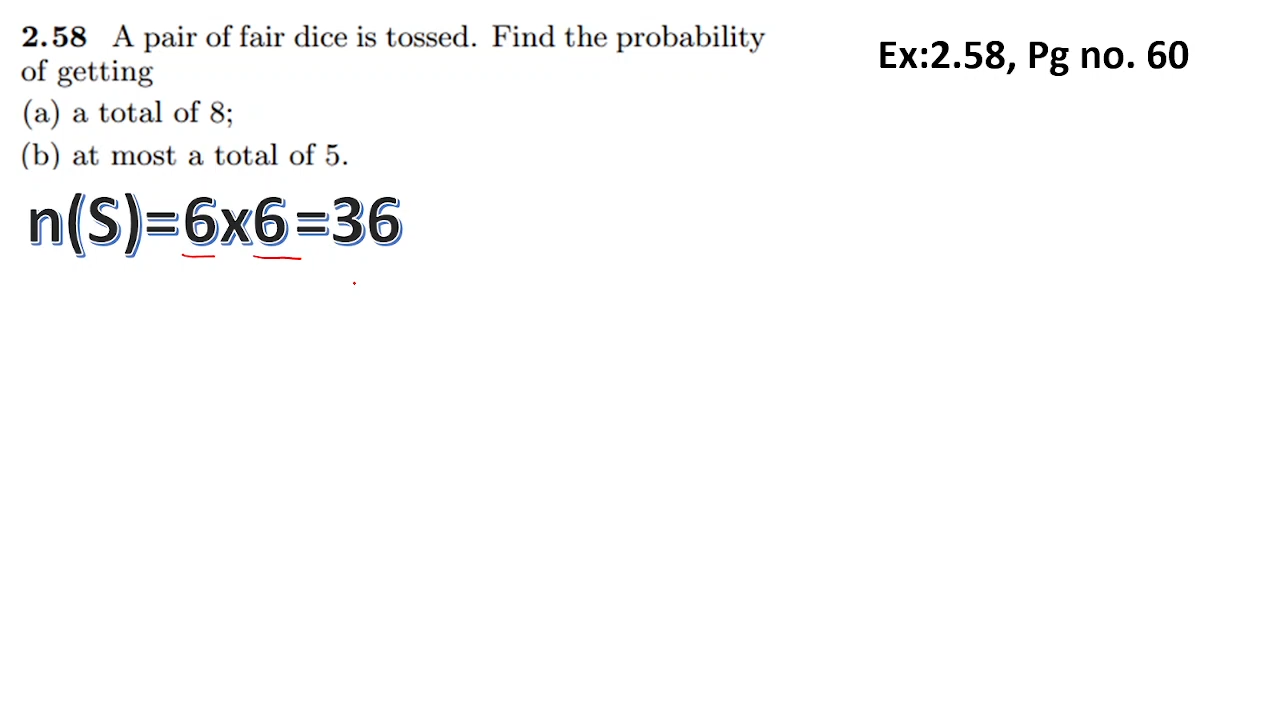 2.58 A pair of fair dice is tossed. Find the probability
of getting
(a) a total of 8;
(b) at most a total of 5.
Ex:2.58, Pg no. 60
n(S)=6x6=36